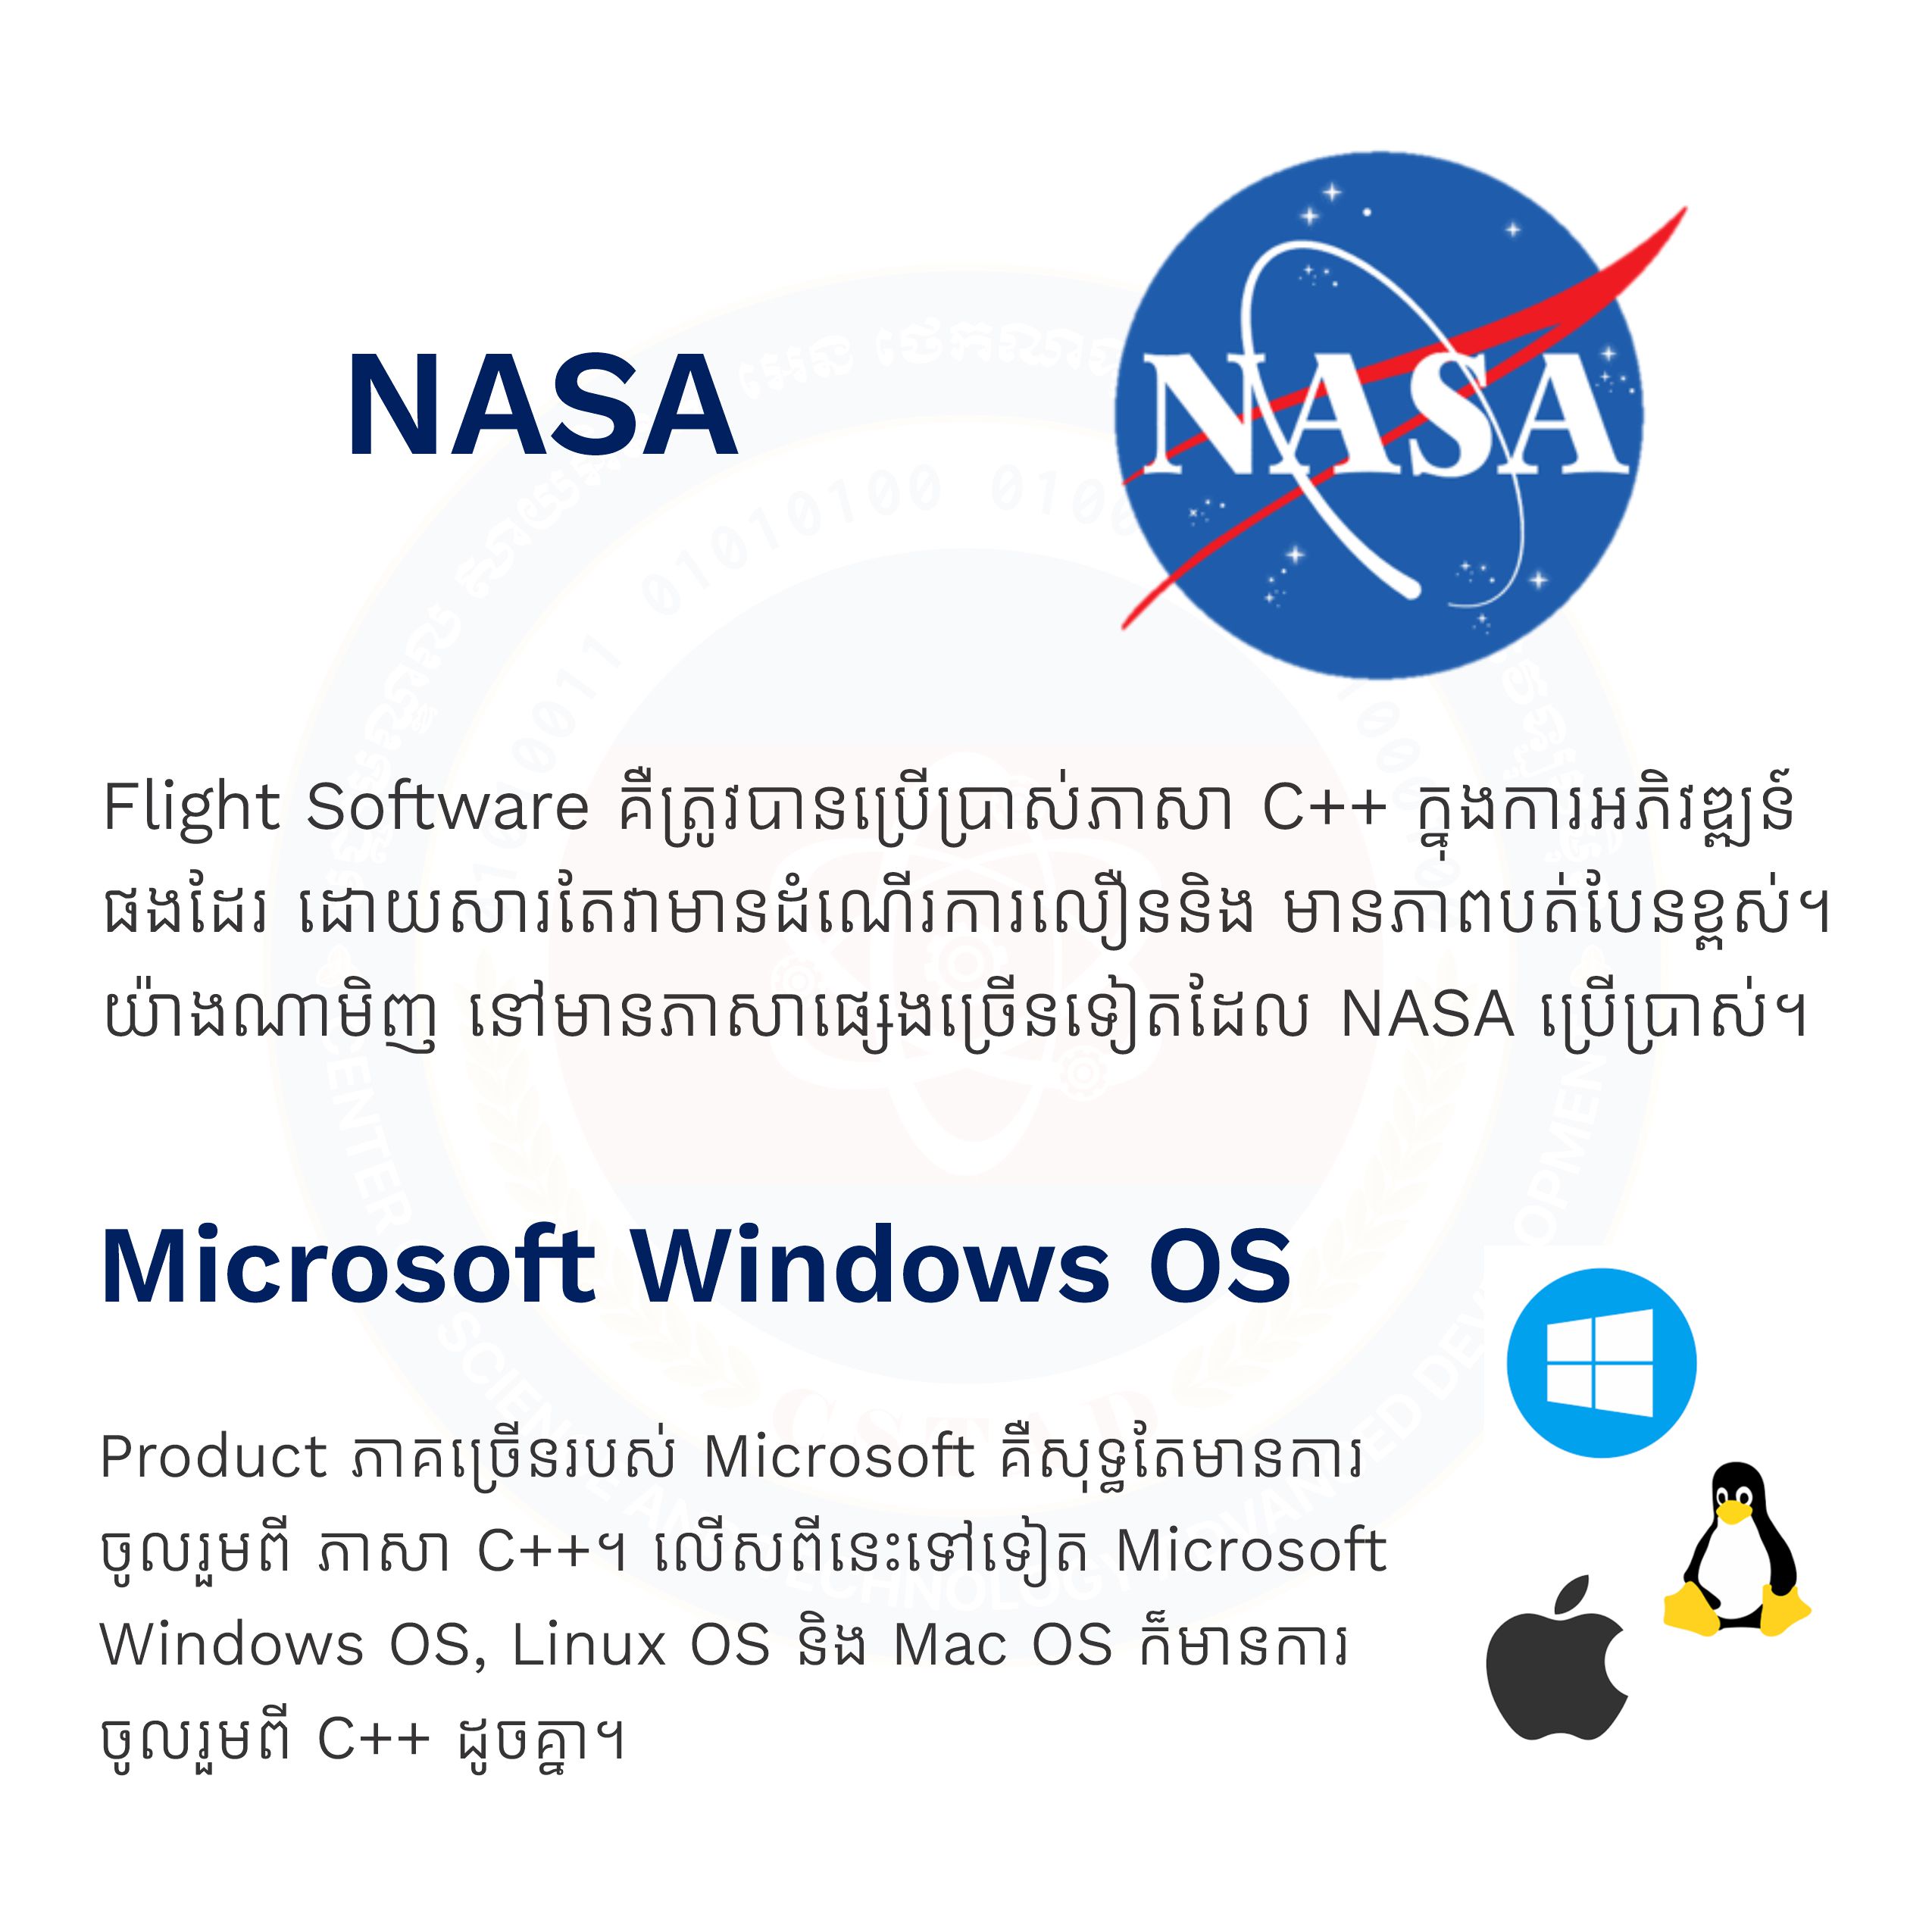 NASA
NASA
Flight Software គឺត្រូវបានប្រើប្រាស់ភាសា C++ ក្នុងការអភិវឌ្ឍន៍
ផងដែរ ដោយសារតែវាមានដំណើរការលឿននិង មានភាពបត់បែនខ្ពស់។
យ៉ាងណាមិញ នៅមានភាសាផ្សេងច្រើនទៀតដែល NASA ប្រើប្រាស់។
Microsoft Windows OS
Product ភាគច្រើនរបស់ Microsoft គឺសុទ្ធតែមានការ
ចូលរួមពី ភាសា C++។ លើសពីនេះទៅទៀត Microsoft
Windows OS, Linux OS និង Mac OS ក៏មានការ
ចូលរួមពី C++ ដូចគ្នា។
CSTAD